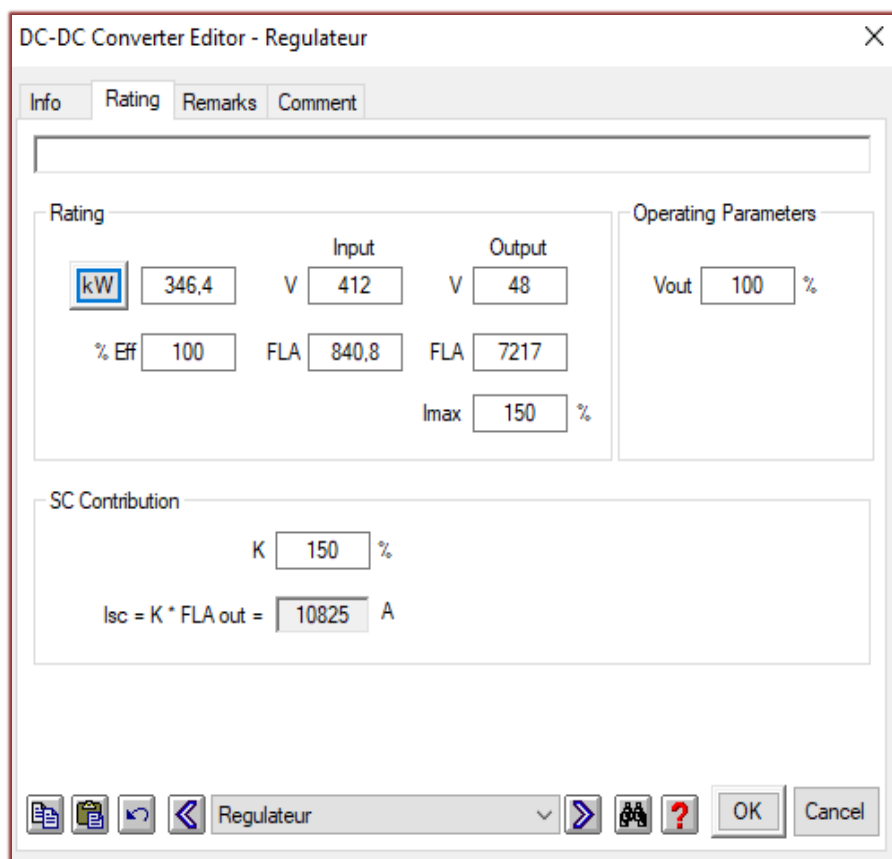 DC-DC Converter Editor - Regulateur
Info Rating Remarks Comment
Rating Operating Parameters
Input Output
kW 346,4 V 412 V 48 Vout 100 %
% Eff 100 FLA 840,8 FLA 7217
Imax 150 %
SC Contribution
K 150 %
Isc = K * FLA out = 10825 A
Regulateur ? OK Cancel